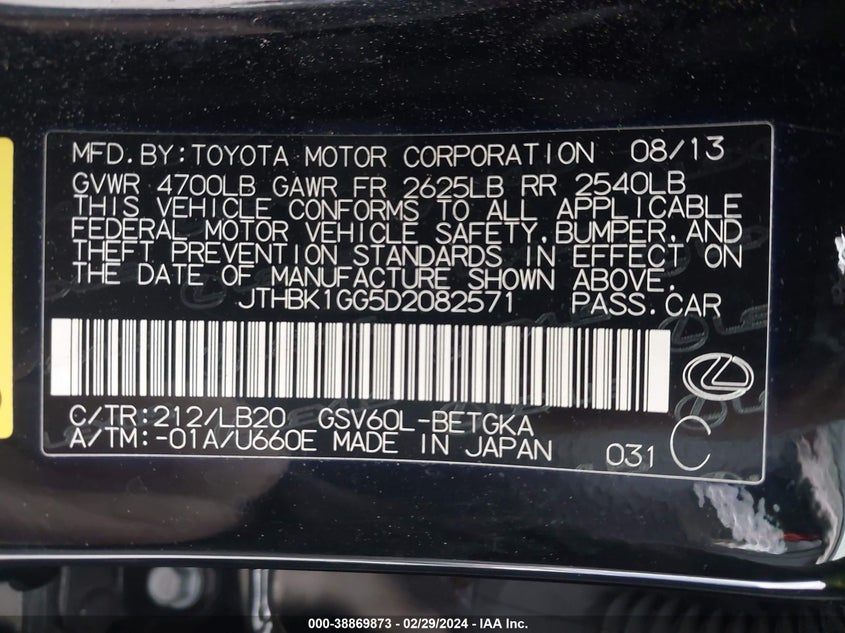 MFD.BY:TOYOTA MOTOR CORPORATION 08/13
GVWR 4700LB GAWR FR 2625LB RR 2540LB
THIS VEHICLE CONFORMS TO ALL APPLICABLE
FEDERAL MOTOR VEHICLE SAFETY,BUMPER,AND
THEFT PREVENTION STANDARDS IN EFFECT ON
THE DATE OF MANUFACTURE SHOWN ABOVE.
JTHBK1GG5D2082571 PASS.CAR
C/TR:212/LB20 GSV60L-BETGKA
A/TM:-01A/U660E MADE IN JAPAN
031 C
000-38869873 / 02/29/2024 - IAA Inc.